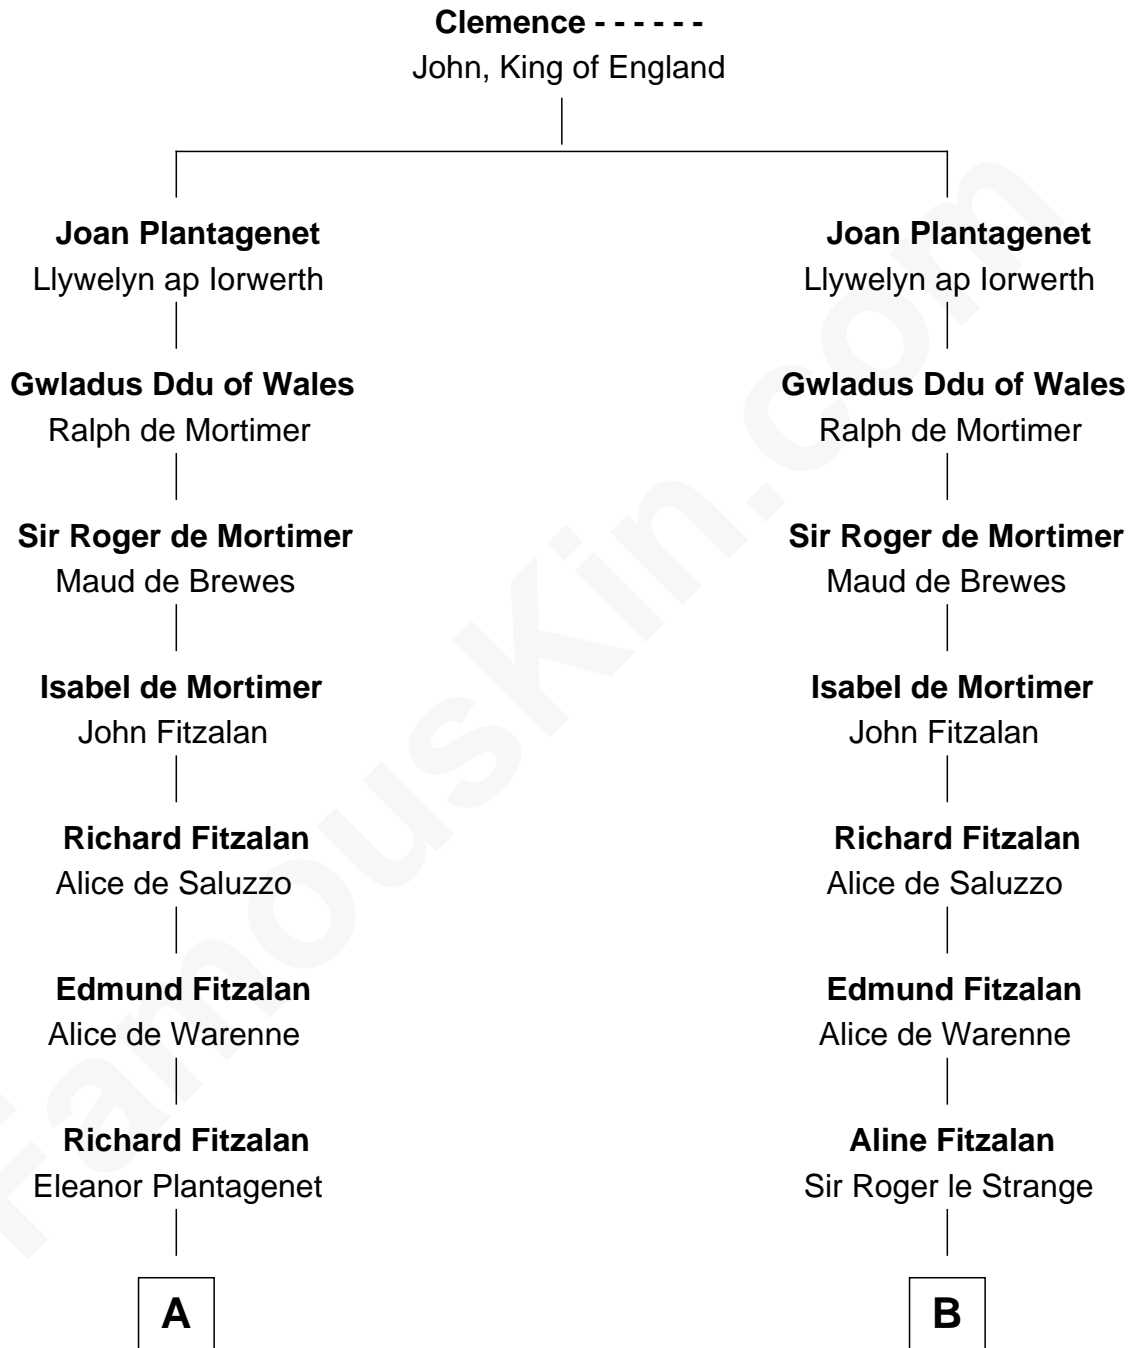 Clemence - - - - - -
John, King of England
Joan Plantagenet
Llywelyn ap Iorwerth
Gwladus Ddu of Wales
Ralph de Mortimer
Sir Roger de Mortimer
Maud de Brewes
Isabel de Mortimer
John Fitzalan
Richard Fitzalan
Alice de Saluzzo
Edmund Fitzalan
Alice de Warenne
Richard Fitzalan
Eleanor Plantagenet
A
Joan Plantagenet
Llywelyn ap Iorwerth
Gwladus Ddu of Wales
Ralph de Mortimer
Sir Roger de Mortimer
Maud de Brewes
Isabel de Mortimer
John Fitzalan
Richard Fitzalan
Alice de Saluzzo
Edmund Fitzalan
Alice de Warenne
Aline Fitzalan
Sir Roger le Strange
B
FamousKin.com